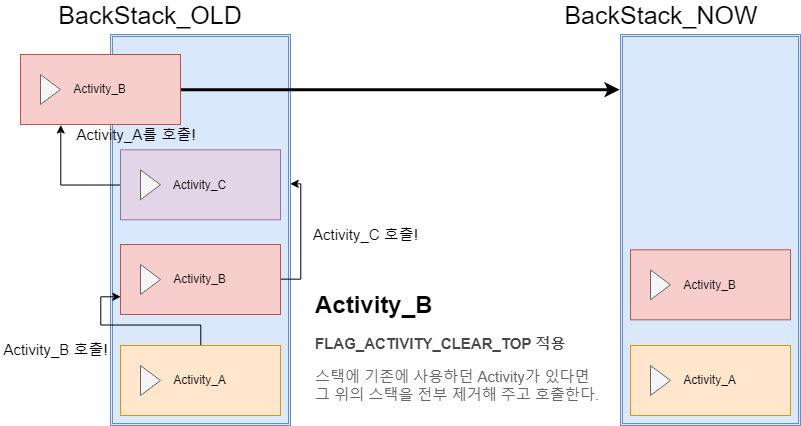 BackStack_OLD
BackStack_NOW
Activity_B
Activity_A를 호출!
Activity_C
Activity_C 호출!
Activity_B
Activity_B 호출!
Activity_A
Activity_B
FLAG_ACTIVITY_CLEAR_TOP 적용
스택에 기존에 사용하던 Activity가 있다면
그 위의 스택을 전부 제거해 주고 호출한다.
Activity_B
Activity_A